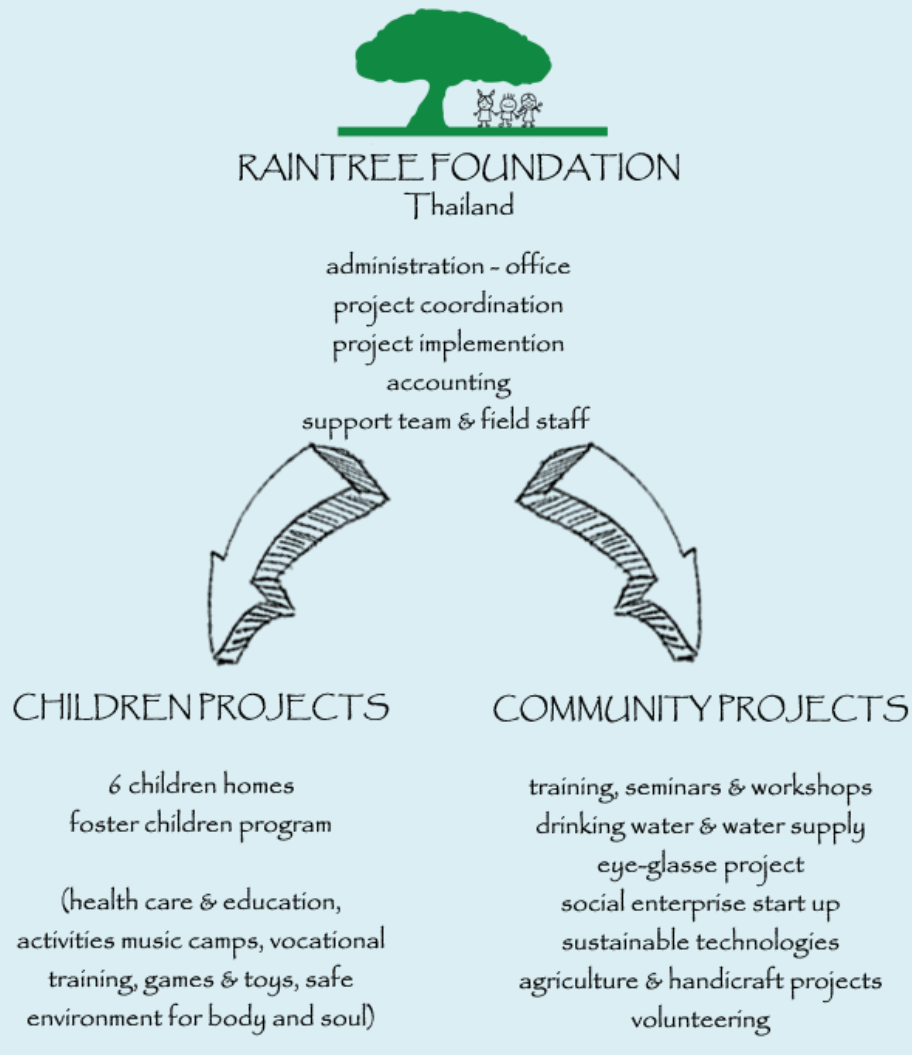 RAINTREE FOUNDATION
Thailand
administration - office
project coordination
project implemention
accounting
support team & field staff
CHILDREN PROJECTS
6 children homes
foster children program
(health care & education,
activities music camps, vocational
training, games & toys, safe
environment for body and soul)
COMMUNITY PROJECTS
training, seminars & workshops
drinking water & water supply
eye-glasse project
social enterprise start up
sustainable technologies
agriculture & handicraft projects
volunteering